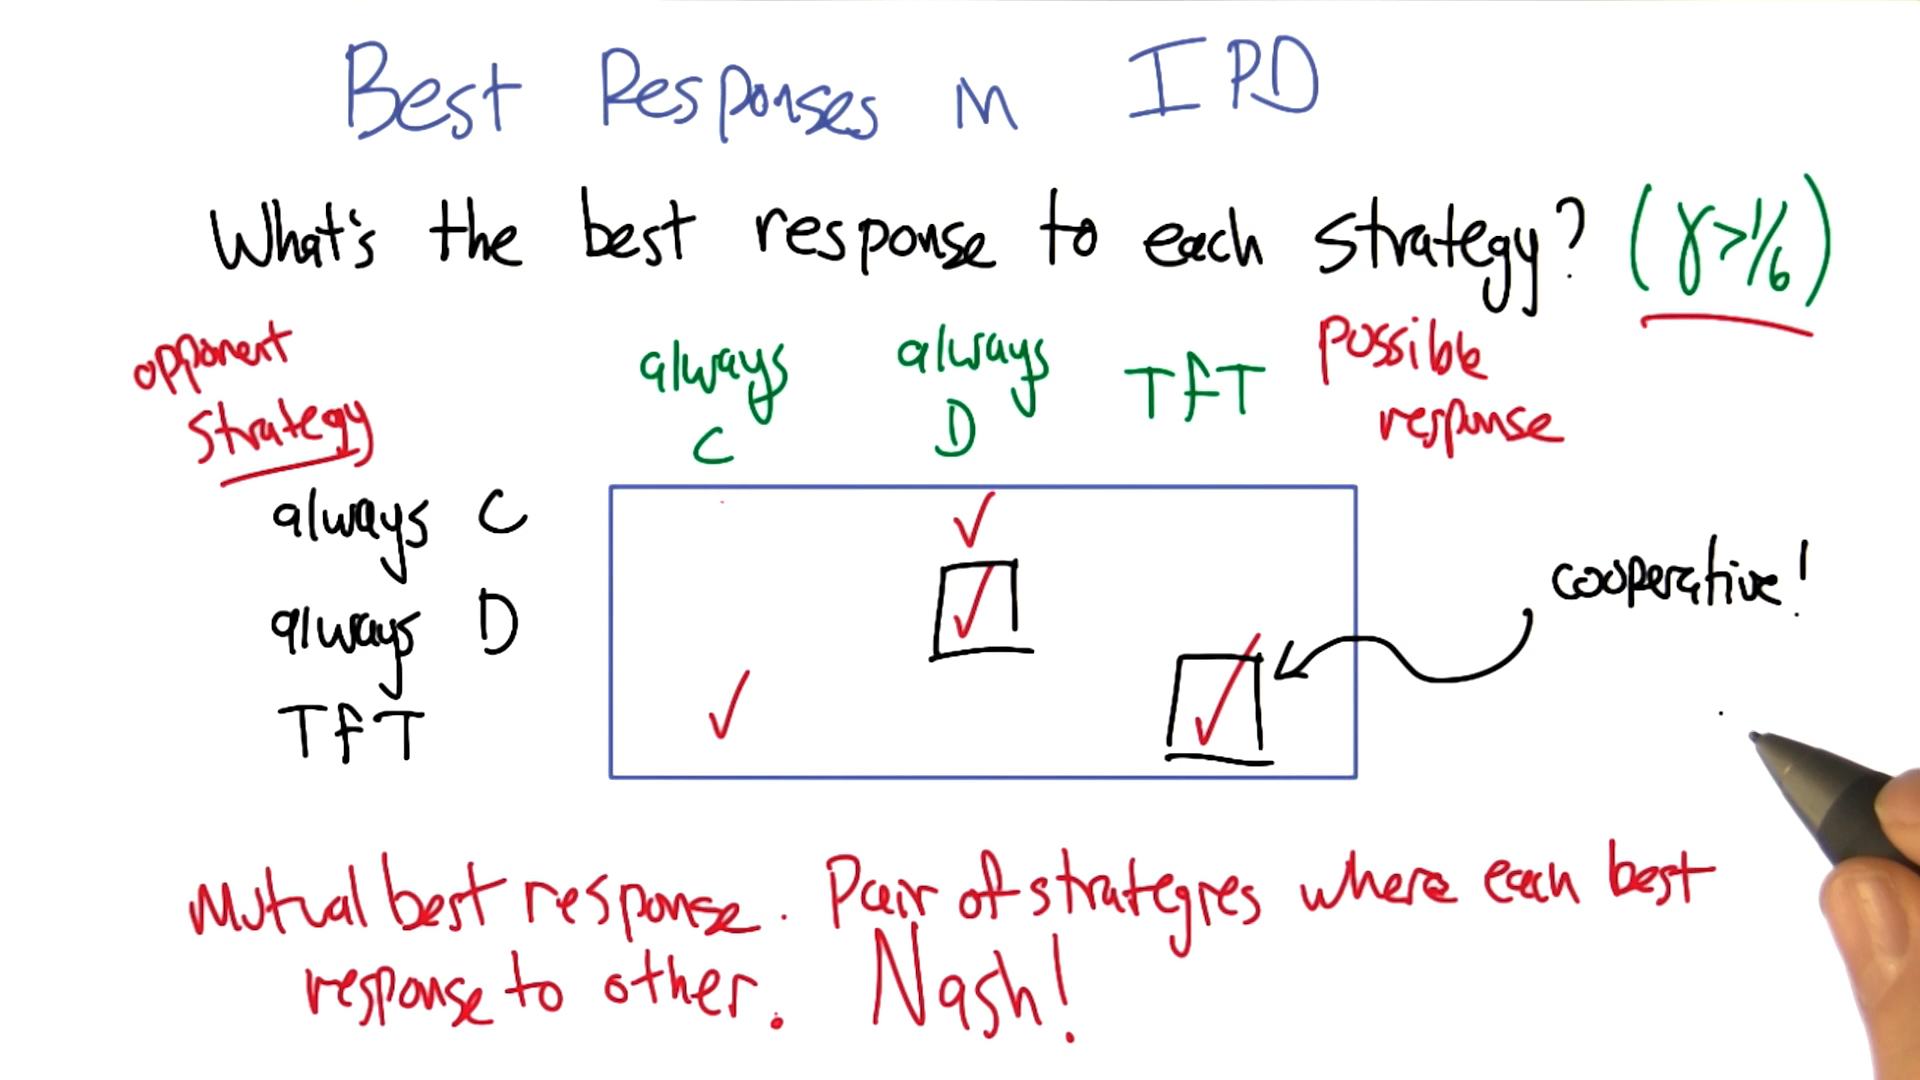 Best Responses in IPD
What's the best response to each strategy? (γ>1/6)
opponent
strategy
always
C
always
D
TfT
possible
response
always C
✓
always D
✓
TfT
✓
✓
cooperative!
Mutual best response. Pair of strategies where each best
response to other. Nash!